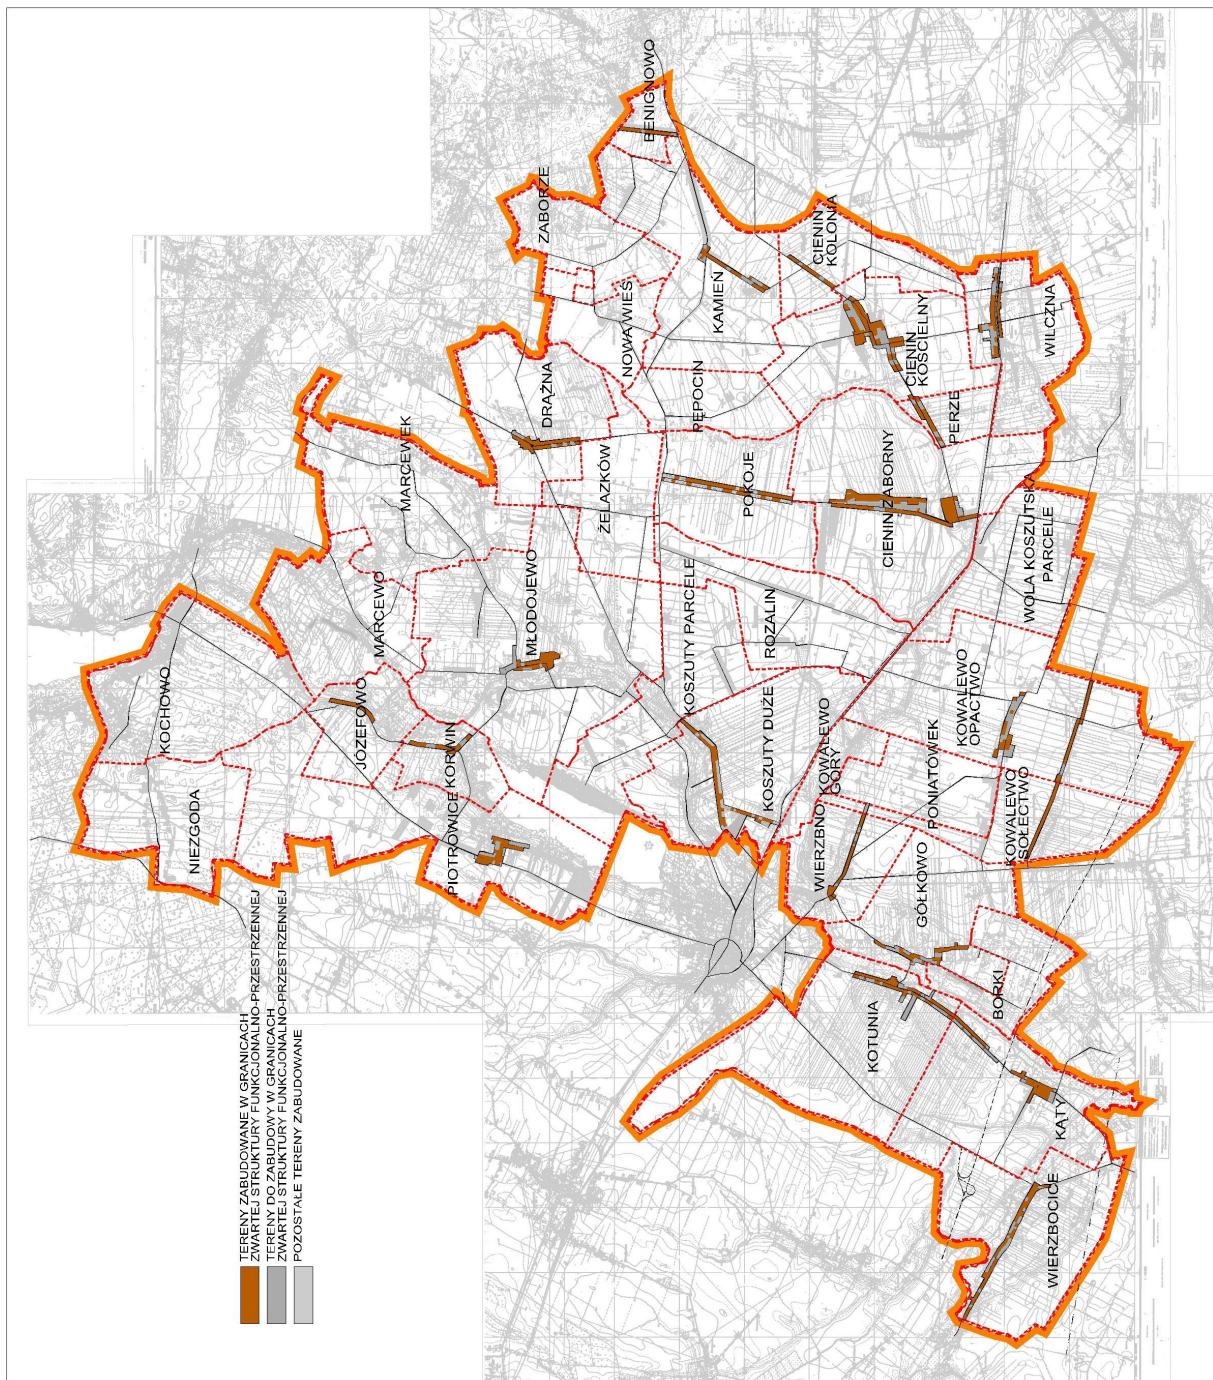 TERENY ZABUDOWANE W GRANICACH
ZWARTEJ STRUKTURY FUNKCJONALNO-PRZESTRZENNEJ
TERENY DO ZABUDOWY W GRANICACH
ZWARTEJ STRUKTURY FUNKCJONALNO-PRZESTRZENNEJ
POZOSTAŁE TERENY ZABUDOWANE
KOCHOWO
NIEZGODA
JÓZEFOWO
MARCEWO
MARCEWEK
PIOTROWICE
KORWIN
MŁODOJEWO
ZABORZE
DRĄŻNA
ŻELAZKÓW
NOWA WIEŚ
BENIGNOWO
KOSZUTY PARCELE
PĘPOCIN
KAMIEŃ
POKOJE
KOSZUTY DUŻE
ROZALIN
WIERZBNO
KOWALEWO
GÓRY
CIENIN
KOLONIA
KOTUNIA
CIENIN ZABORNY
CIENIN
KOŚCIELNY
GÓŁKOWO
PONIATÓWEK
PERZE
KOWALEWO
OPACTWO
BORKI
KOWALEWO
SOŁECTWO
WOLA KOSZUTSKA
PARCELE
WILCZNA
WIERZBOCICE
KĄTY